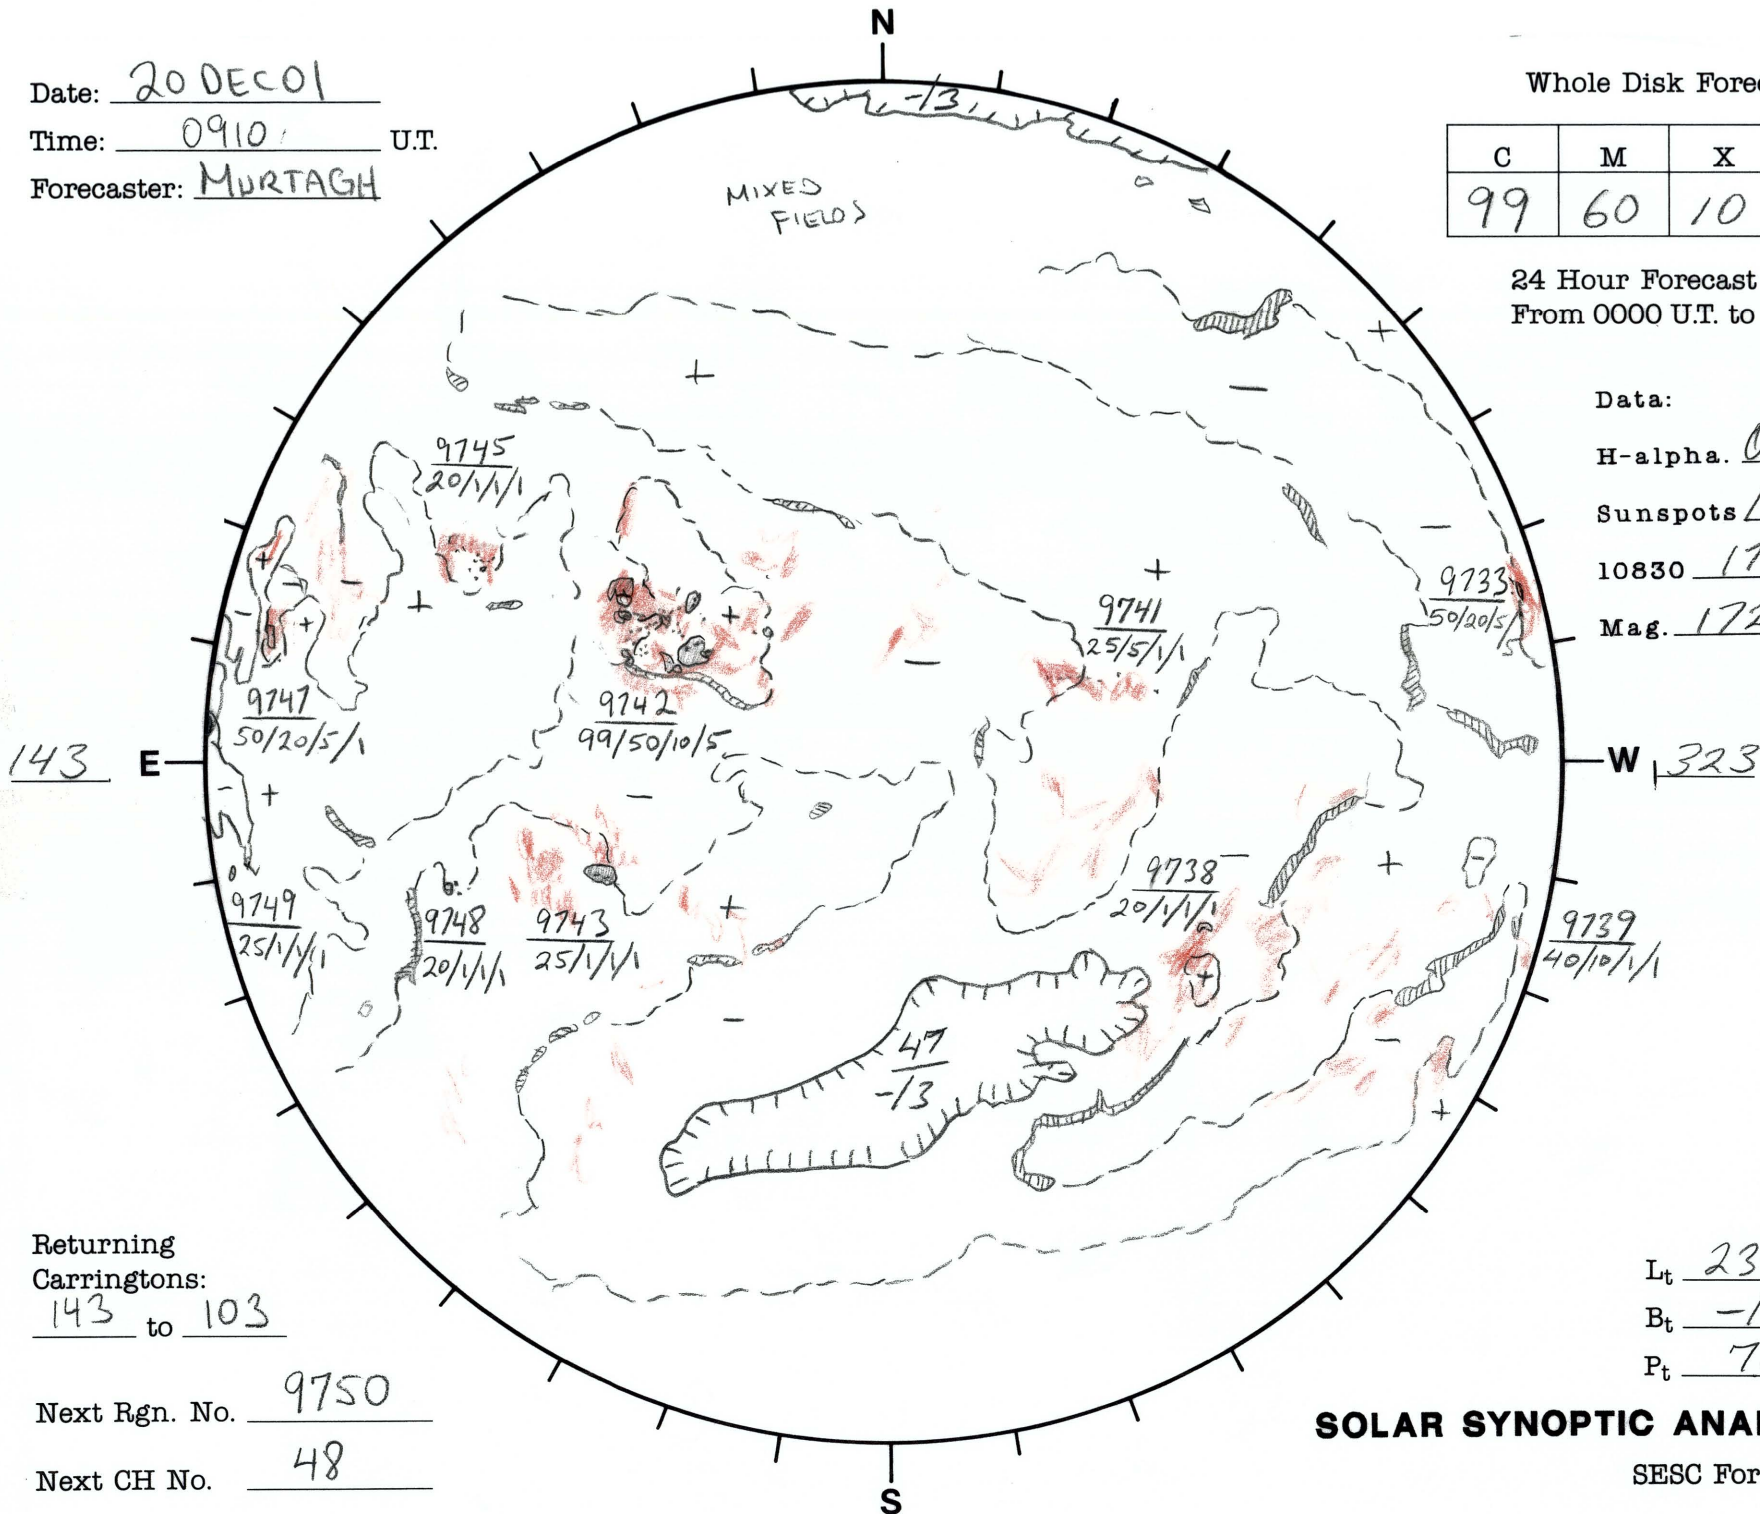 N
Date: 20 DEC 01
Time: 0910 U.T.
Forecaster: MURTAGH
Whole Disk Fore
C M X
99 60 10
24 Hour Forecast
From 0000 U.T. to
Data:
H-alpha.
Sunspots
10830 17
Mag. 172
-13
MIXED
FIELDS
+
+
-
9745
20/1/1/1
-
+
-
-
+
-
+
+
+
-
9733
50/20/5/
9741
25/5/1/1
9747
50/20/5/1
9742
99/50/10/5
143 E
W 323
-
+
-
9738
20/1/1/1
-
+
-
9749
25/1/1/1
9748
20/1/1/1
9743
25/1/1/1
+
9739
40/10/1/1
+
-
47
-13
-
+
Returning
Carringtons:
143 to 103
Next Rgn. No. 9750
Next CH No. 48
Lt 23
Bt -1
Pt 7
SOLAR SYNOPTIC ANA
SESC For
S